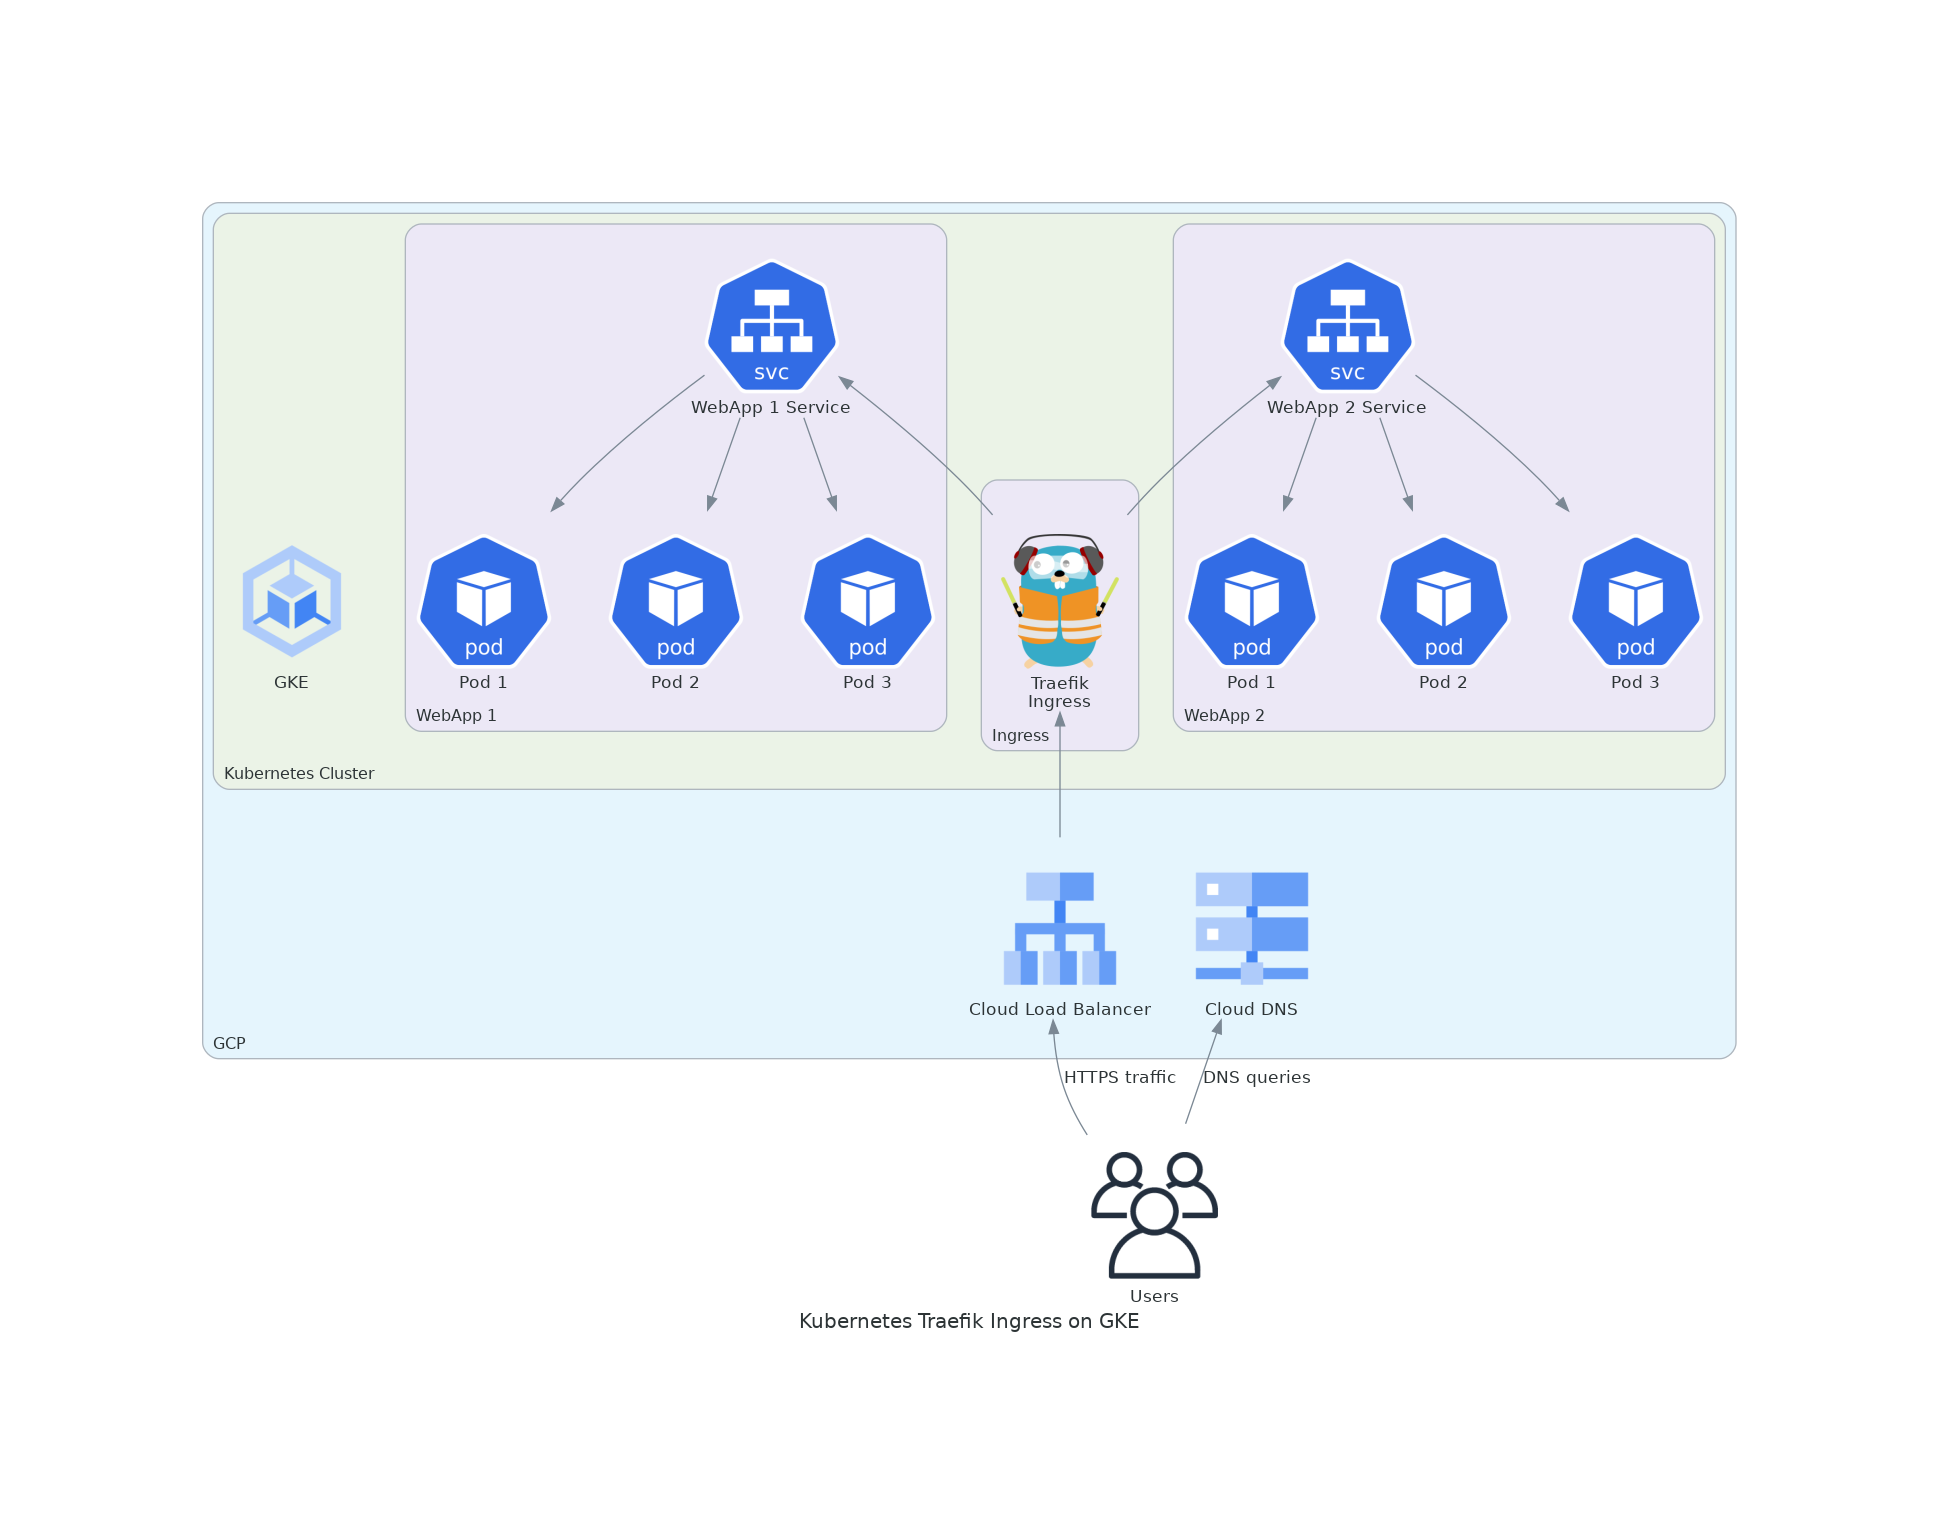 svc
WebApp 1 Service
svc
WebApp 2 Service
GKE
pod
Pod 1
pod
Pod 2
pod
Pod 3
WebApp 1
Traefik
Ingress
Ingress
pod
Pod 1
pod
Pod 2
pod
Pod 3
WebApp 2
Kubernetes Cluster
Cloud Load Balancer
Cloud DNS
GCP
HTTPS traffic
DNS queries
Users
Kubernetes Traefik Ingress on GKE